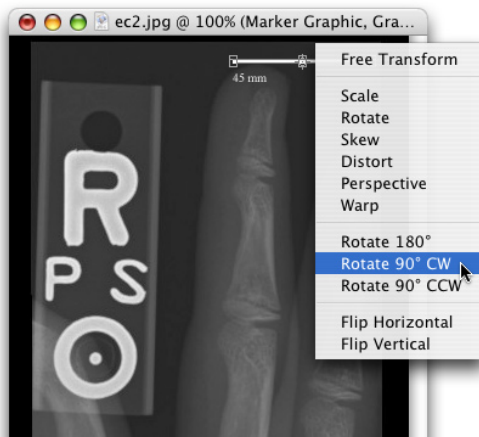 ec2.jpg @ 100% (Marker Graphic, Gra...
45 mm
R
P S
O
Free Transform
Scale
Rotate
Skew
Distort
Perspective
Warp
Rotate 180°
Rotate 90° CW
Rotate 90° CCW
Flip Horizontal
Flip Vertical